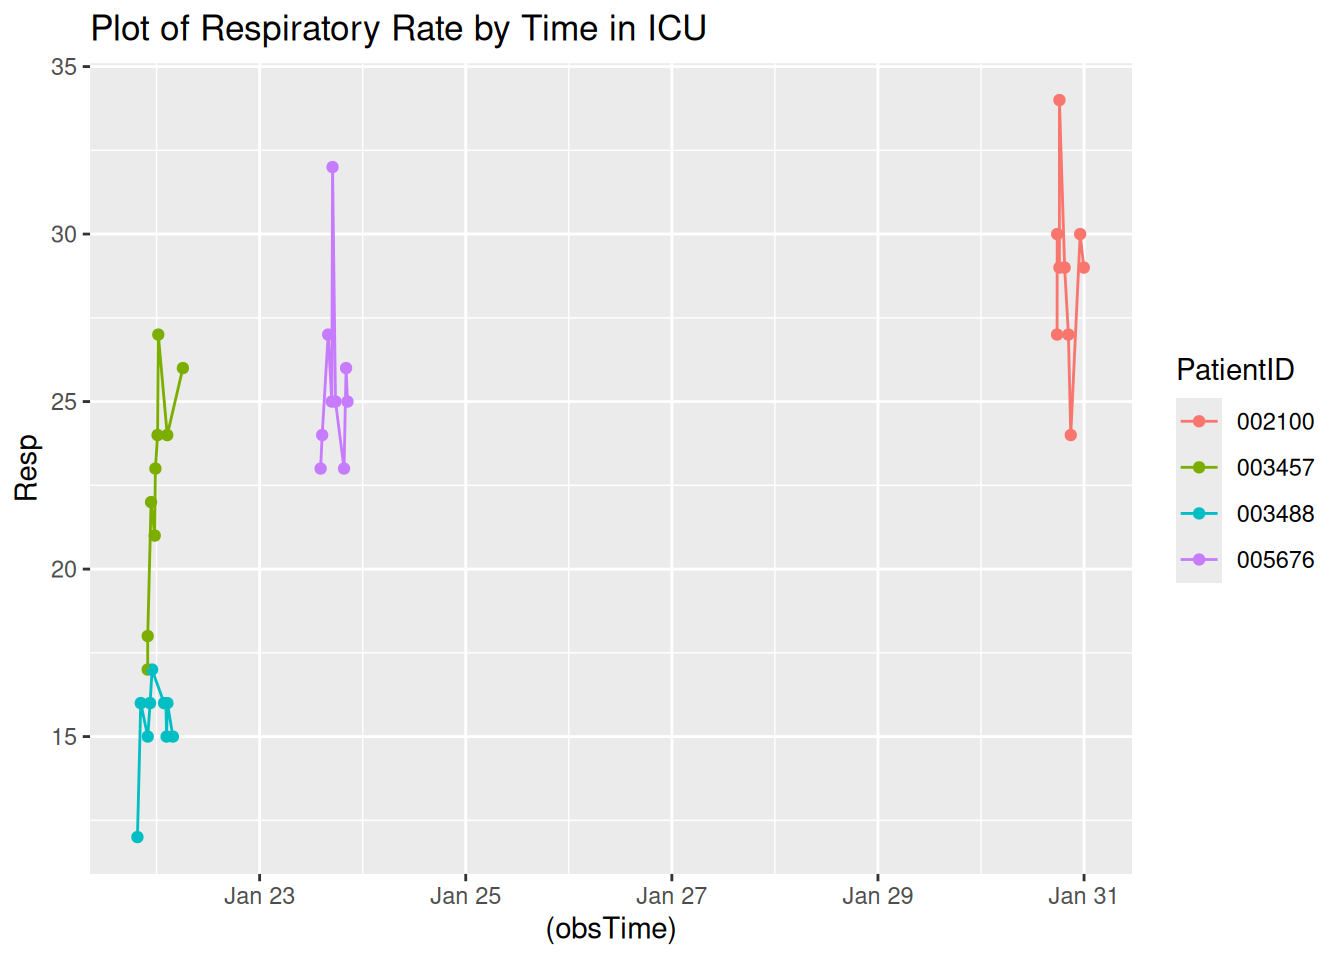 Plot of Respiratory Rate by Time in ICU
35
30
25
20
15
Resp
Jan 23 Jan 25 Jan 27 Jan 29 Jan 31
(obsTime)
PatientID
002100
003457
003488
005676